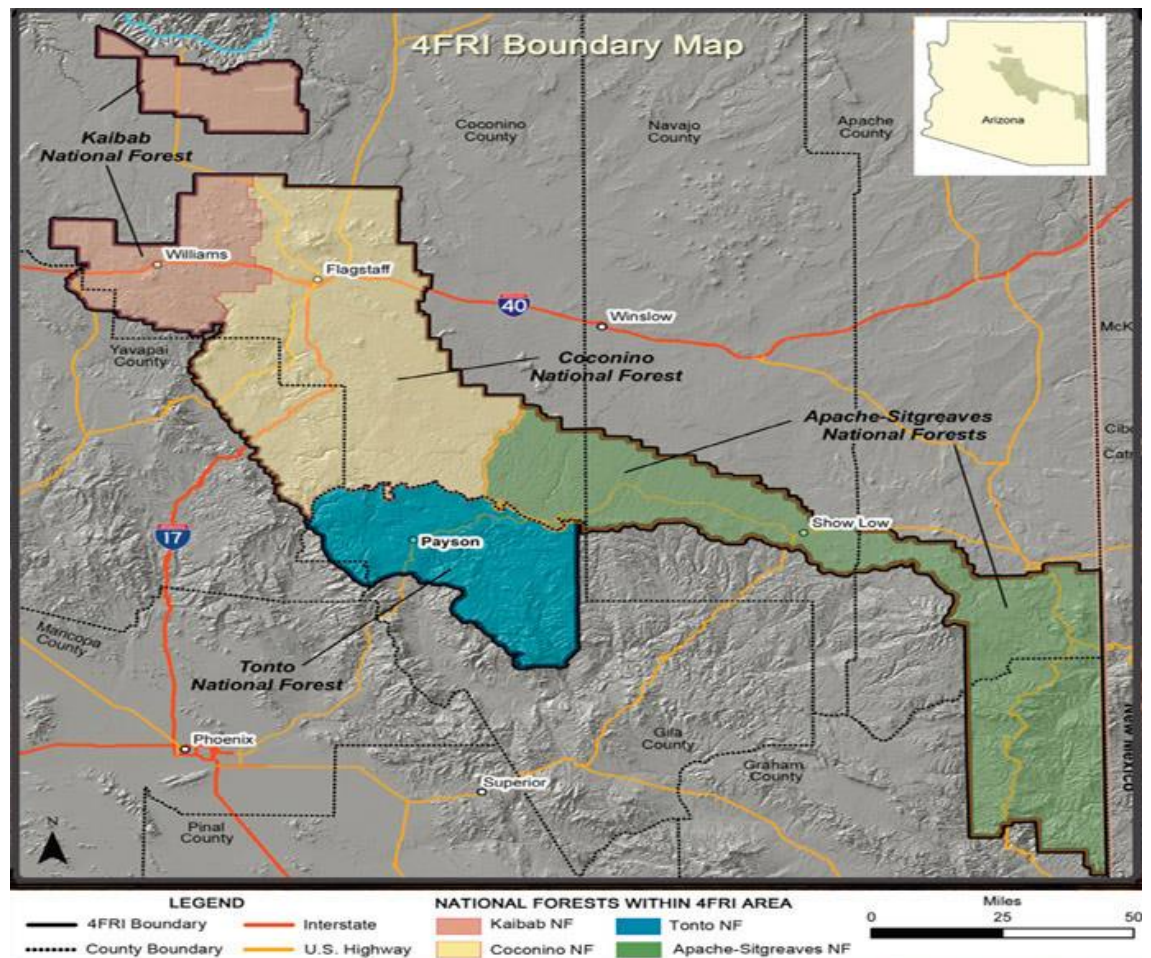 4FRI Boundary Map
Arizona
Coconino
County
Navajo
County
Apache
County
Kaibab
National Forest
Williams
Flagstaff
40
Winslow
McK
Yavapai
County
Coconino
National Forest
Apache-Sitgreaves
National Forests
Cibo
Catr
17
Payson
Show Low
Maricopa
County
Tonto
National Forest
Phoenix
Gila
County
Graham
County
NEW MEXICO
Superior
Pinal
County
N
LEGEND
4FRI Boundary
Interstate
County Boundary
U.S. Highway
NATIONAL FORESTS WITHIN 4FRI AREA
Kaibab NF
Tonto NF
Coconino NF
Apache-Sitgreaves NF
Miles
0 25 50